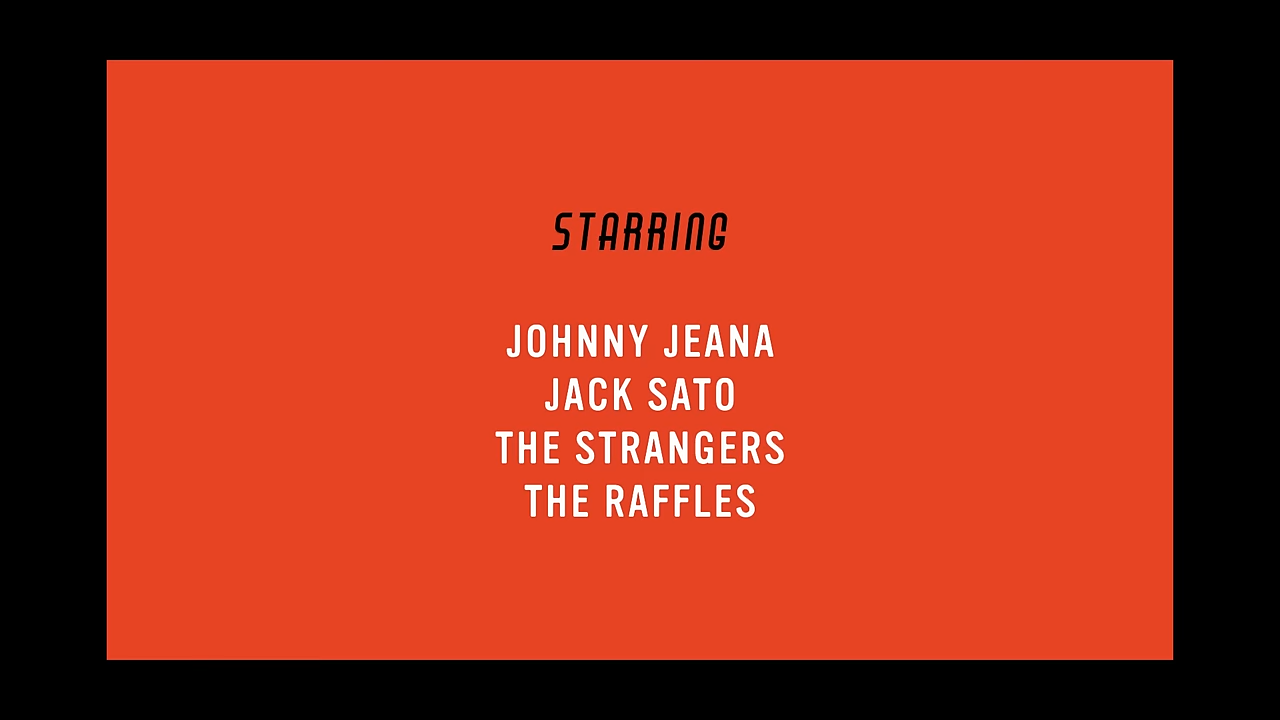 STARRING
JOHNNY JEANA
JACK SATO
THE STRANGERS
THE RAFFLES